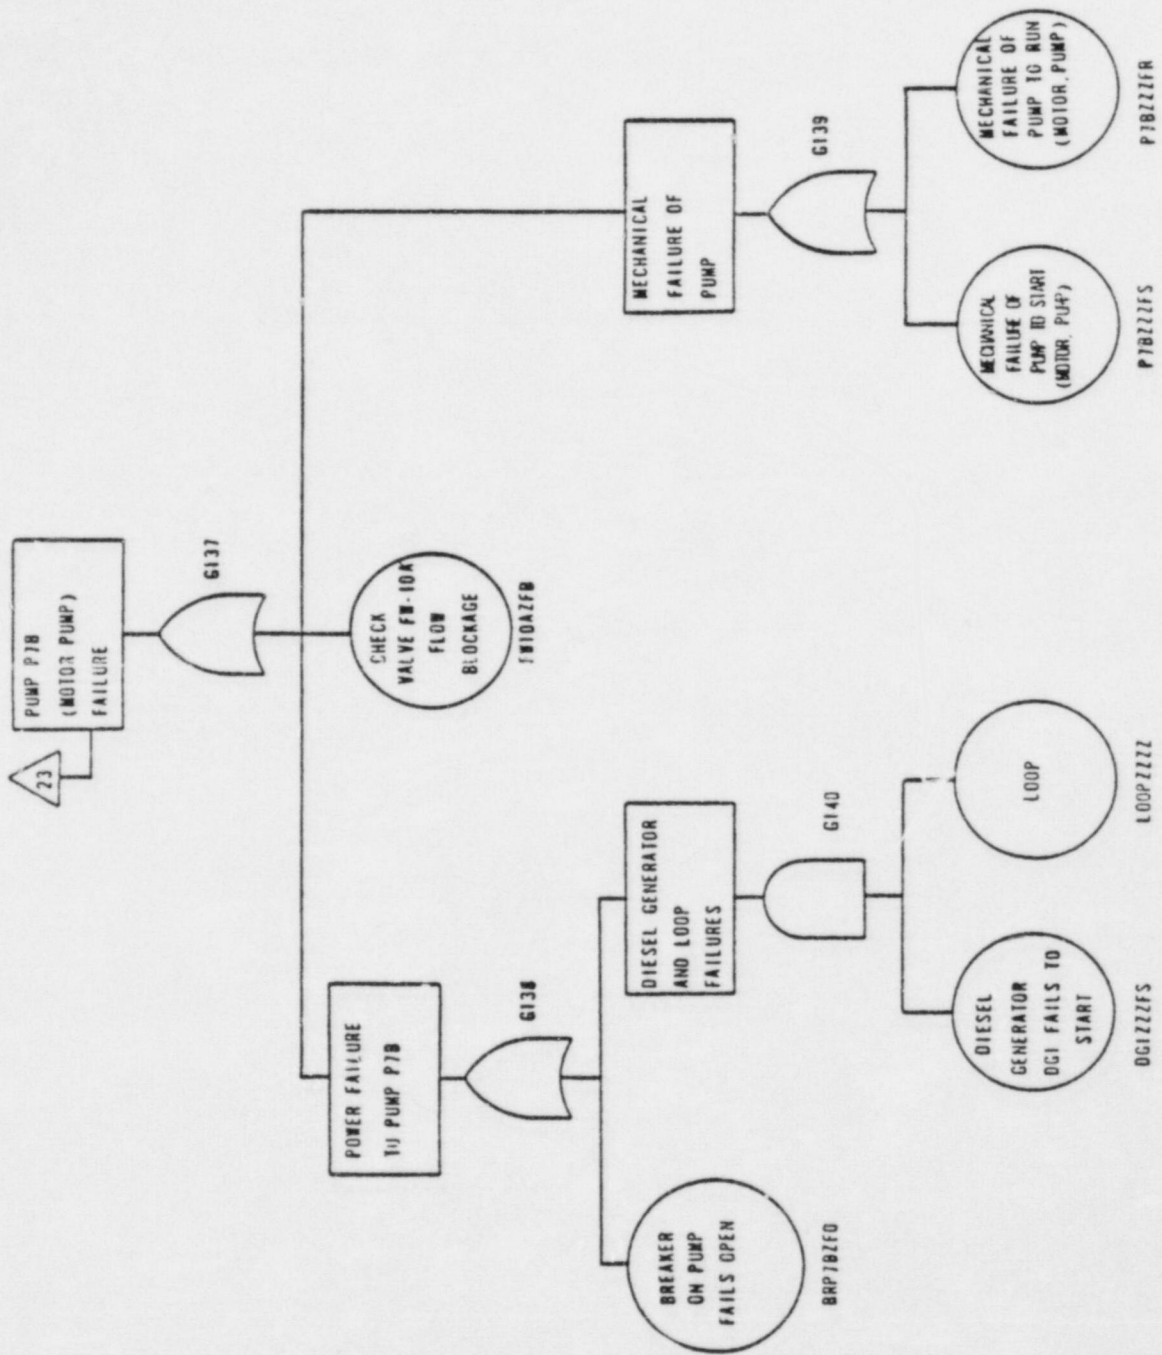 23
PUMP P7B
(MOTOR PUMP)
FAILURE
G137
POWER FAILURE
TO PUMP P7B
G138
CHECK
VALVE FW-10A
FLOW
BLOCKAGE
FW10AZFB
MECHANICAL
FAILURE OF
PUMP
G139
BREAKER
ON PUMP
FAILS OPEN
BRP7BZFO
DIESEL GENERATOR
AND LOOP
FAILURES
G140
DIESEL
GENERATOR
DG1 FAILS TO
START
DG1ZZZFS
LOOP
LOOPZZZZ
MECHANICAL
FAILURE OF
PUMP TO START
(MOTOR, PUMP)
P7BZZZFS
MECHANICAL
FAILURE OF
PUMP TO RUN
(MOTOR, PUMP)
P7BZZZFR